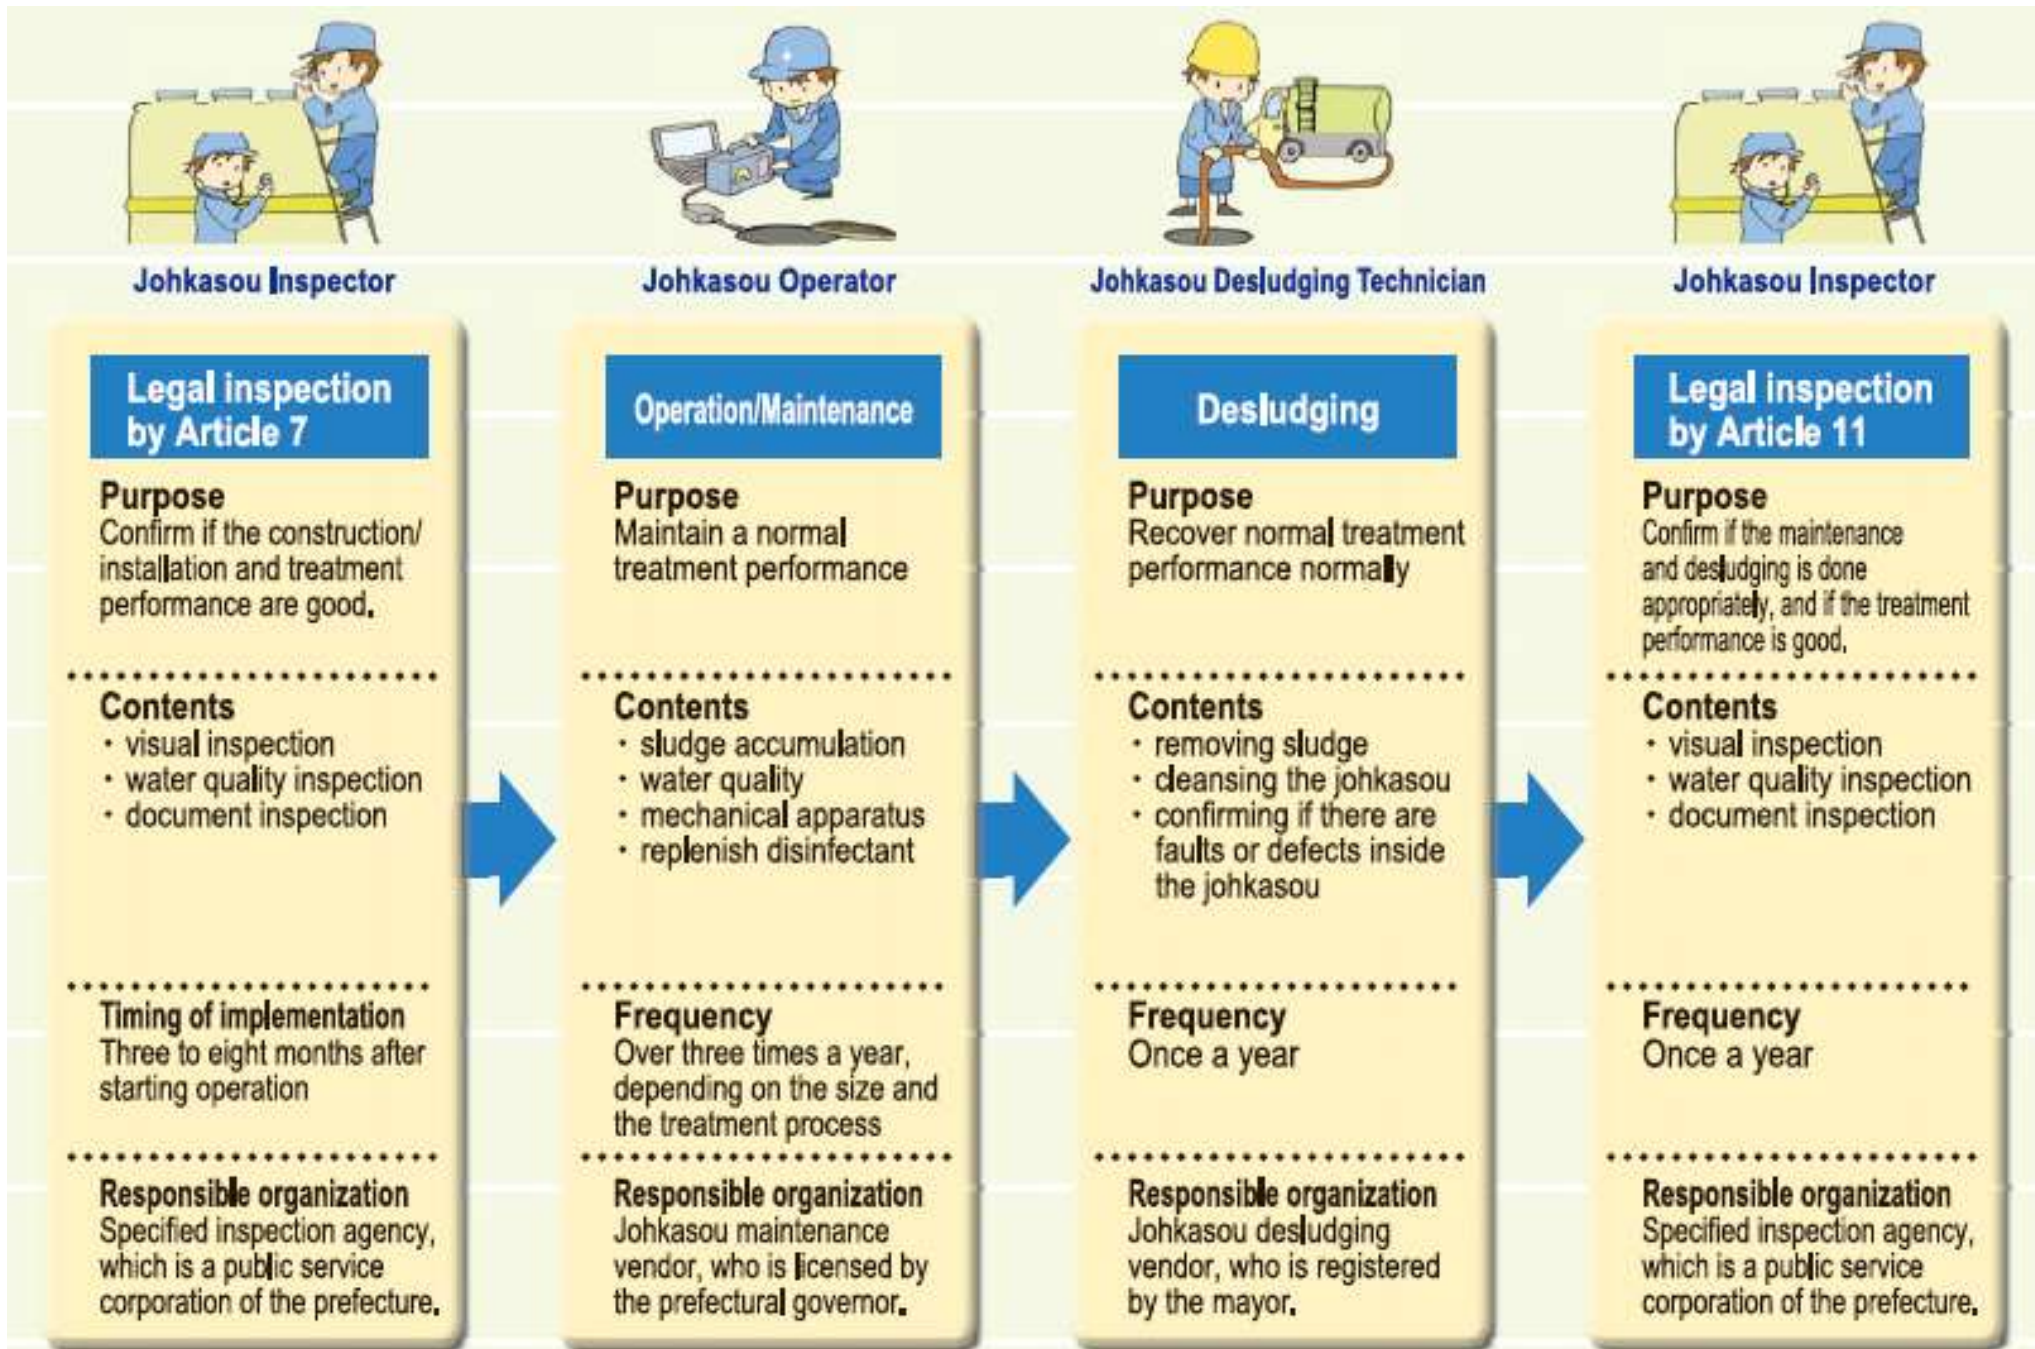 Johkasou Inspector
Legal inspection
by Article 7
Purpose
Confirm if the construction/
installation and treatment
performance are good.
Contents
・visual inspection
・water quality inspection
・document inspection
Timing of implementation
Three to eight months after
starting operation
Responsible organization
Specified inspection agency,
which is a public service
corporation of the prefecture.
Johkasou Operator
Operation/Maintenance
Purpose
Maintain a normal
treatment performance
Contents
・sludge accumulation
・water quality
・mechanical apparatus
・replenish disinfectant
Frequency
Over three times a year,
depending on the size and
the treatment process
Responsible organization
Johkasou maintenance
vendor, who is licensed by
the prefectural governor.
Johkasou Desludging Technician
Desludging
Purpose
Recover normal treatment
performance normally
Contents
・removing sludge
・cleansing the johkasou
・confirming if there are
faults or defects inside
the johkasou
Frequency
Once a year
Responsible organization
Johkasou desludging
vendor, who is registered
by the mayor.
Johkasou Inspector
Legal inspection
by Article 11
Purpose
Confirm if the maintenance
and desludging is done
appropriately, and if the treatment
performance is good.
Contents
・visual inspection
・water quality inspection
・document inspection
Frequency
Once a year
Responsible organization
Specified inspection agency,
which is a public service
corporation of the prefecture.